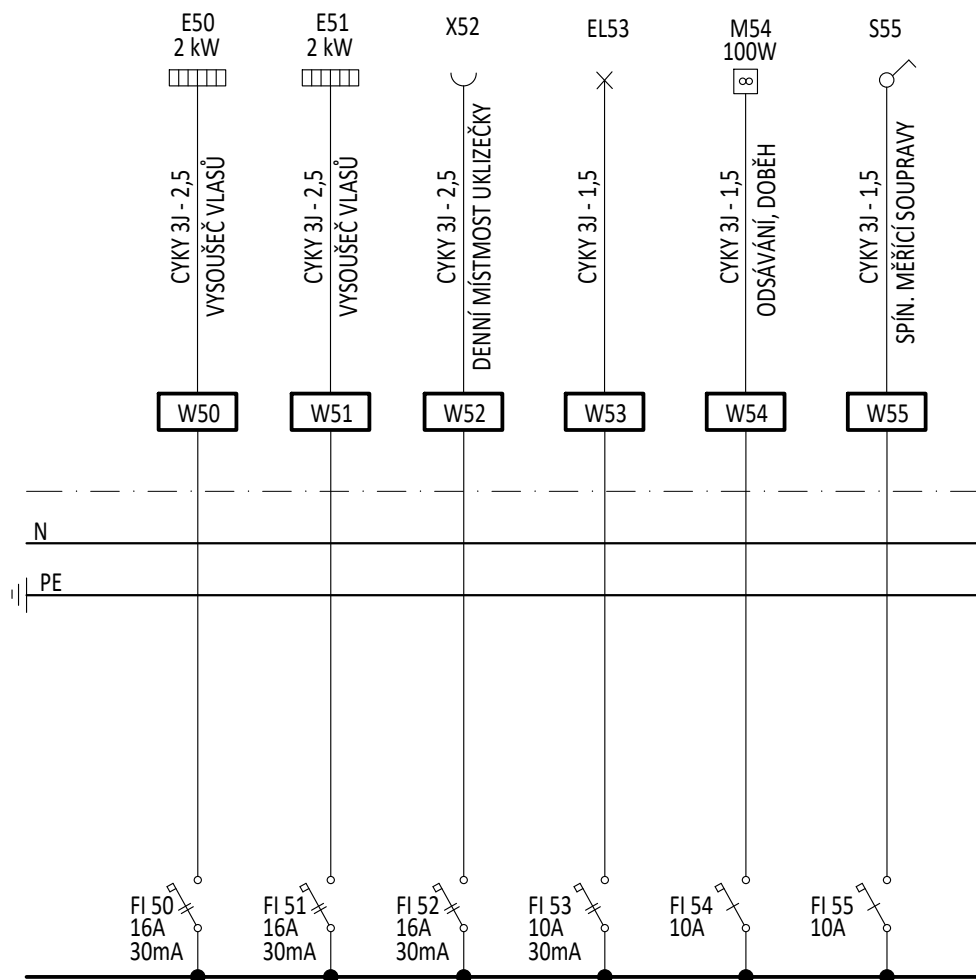 E50
2 kW
E51
2 kW
X52
EL53
M54
100W
S55
CYKY 3J - 2,5
VYSOUŠEČ VLASŮ
CYKY 3J - 2,5
VYSOUŠEČ VLASŮ
CYKY 3J - 2,5
DENNÍ MÍSTMOST UKLIZEČKY
CYKY 3J - 1,5
CYKY 3J - 1,5
ODSÁVÁNÍ, DOBĚH
CYKY 3J - 1,5
SPÍN. MĚŘÍCÍ SOUPRAVY
W50
W51
W52
W53
W54
W55
N
PE
FI 50
16A
30mA
FI 51
16A
30mA
FI 52
16A
30mA
FI 53
10A
30mA
FI 54
10A
FI 55
10A